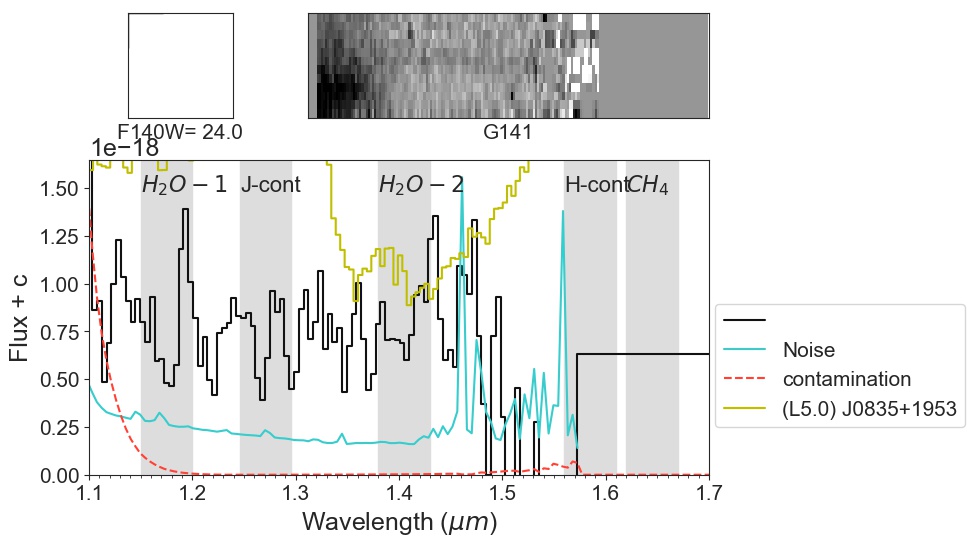 F140W= 24.0
G141
1e−18
H₂O − 1 J-cont H₂O − 2 H-cont CH₄
1.50
1.25
1.00
0.75
0.50
0.25
0.00
Flux + c
1.1 1.2 1.3 1.4 1.5 1.6 1.7
Wavelength (μm)
Noise
contamination
(L5.0) J0835+1953